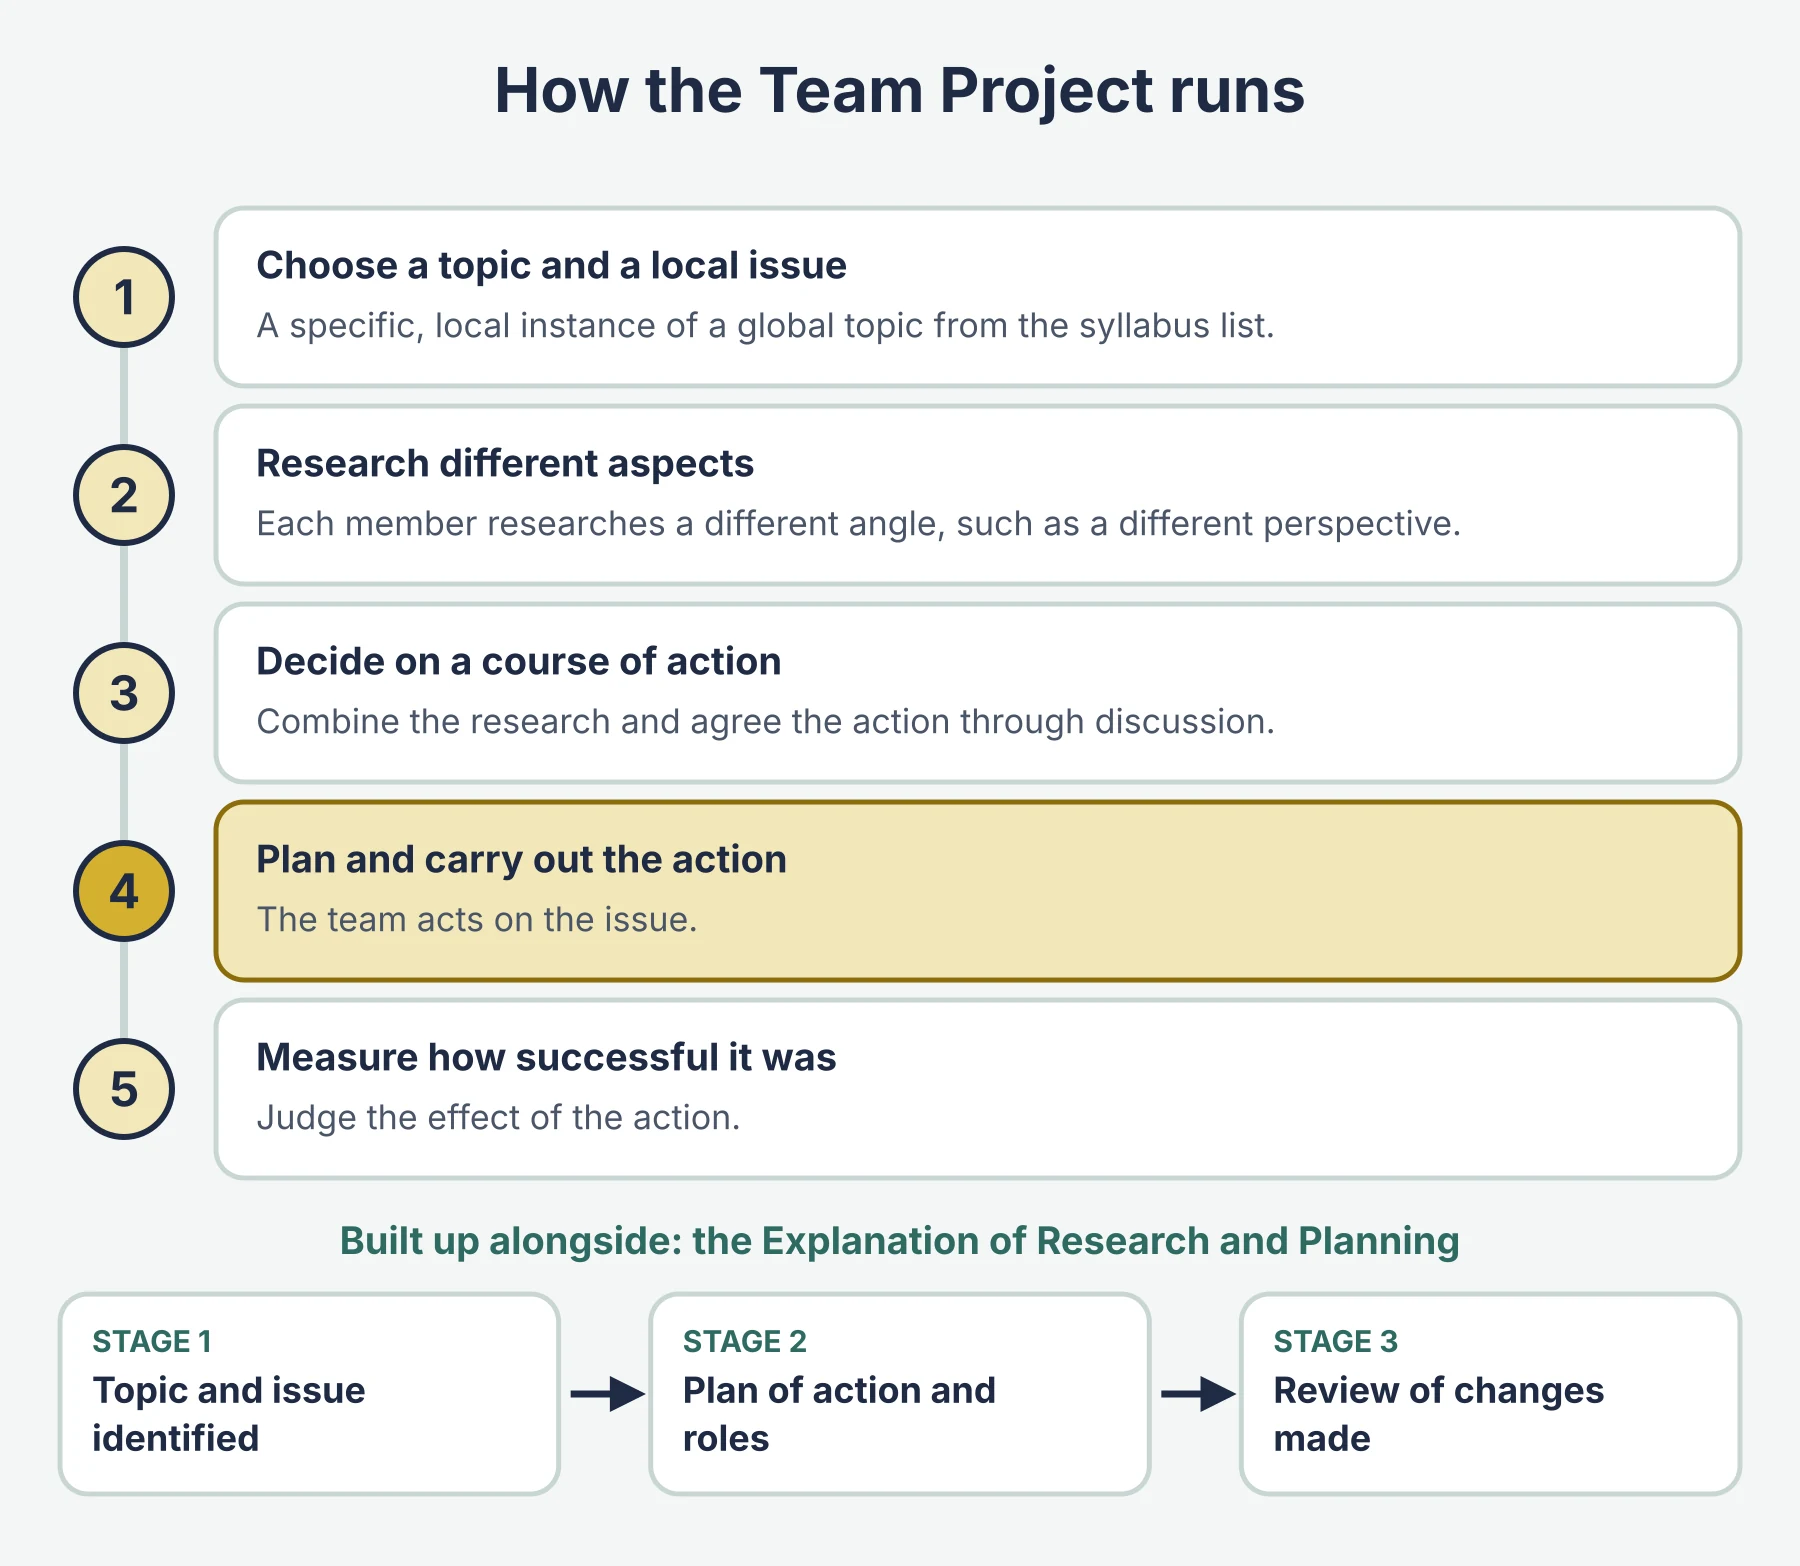 How the Team Project runs
1
Choose a topic and a local issue
A specific, local instance of a global topic from the syllabus list.
2
Research different aspects
Each member researches a different angle, such as a different perspective.
3
Decide on a course of action
Combine the research and agree the action through discussion.
4
Plan and carry out the action
The team acts on the issue.
5
Measure how successful it was
Judge the effect of the action.
Built up alongside: the Explanation of Research and Planning
STAGE 1
Topic and issue
identified
STAGE 2
Plan of action and
roles
STAGE 3
Review of changes
made